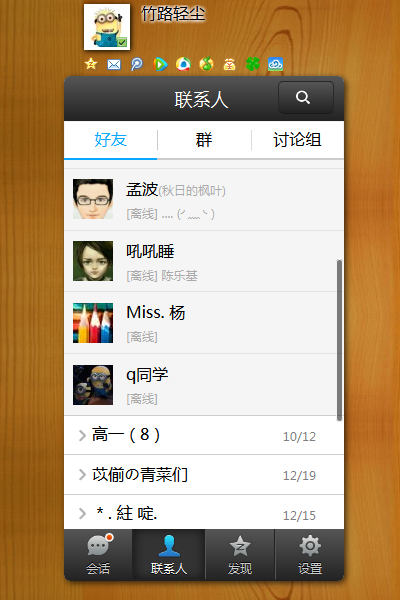 竹路轻尘
联系人
好友 群 讨论组
孟波(秋日的枫叶)
[离线] .... (╯﹏╰)
吼吼睡
[离线] 陈乐基
Miss. 杨
[离线]
q同学
[离线]
高一（8） 10/12
苡偂の青菜们 12/19
* . 紸 啶. 12/15
会话 联系人 发现 设置